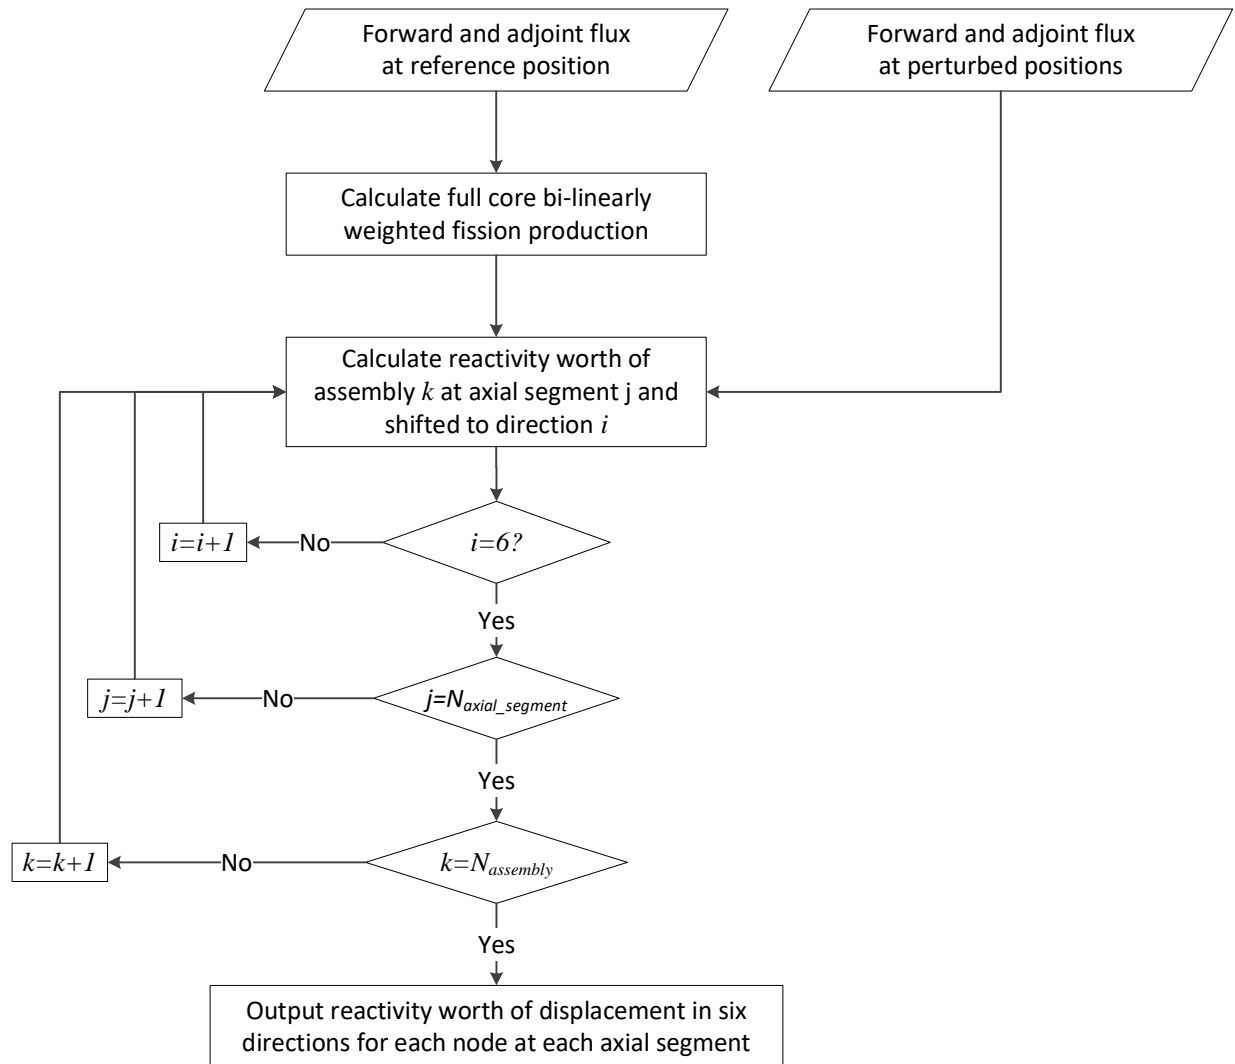 Forward and adjoint flux
at reference position
Forward and adjoint flux
at perturbed positions
Calculate full core bi-linearly
weighted fission production
Calculate reactivity worth of
assembly k at axial segment j and
shifted to direction i
i=i+1
No
i=6?
Yes
j=j+1
No
j=N_axial_segment
Yes
k=k+1
No
k=N_assembly
Yes
Output reactivity worth of displacement in six
directions for each node at each axial segment